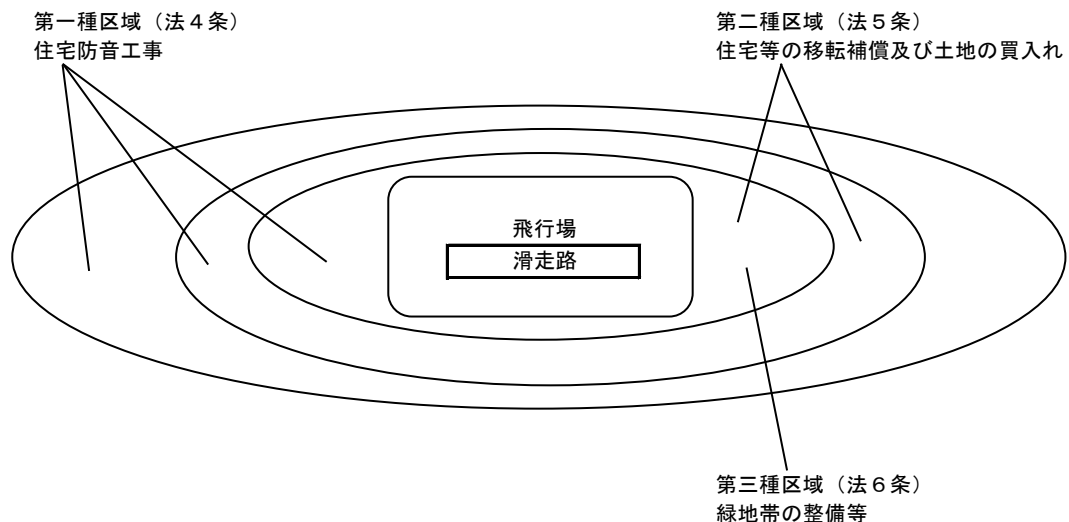 第一種区域（法４条）
住宅防音工事
第二種区域（法５条）
住宅等の移転補償及び土地の買入れ
飛行場
滑走路
第三種区域（法６条）
緑地帯の整備等